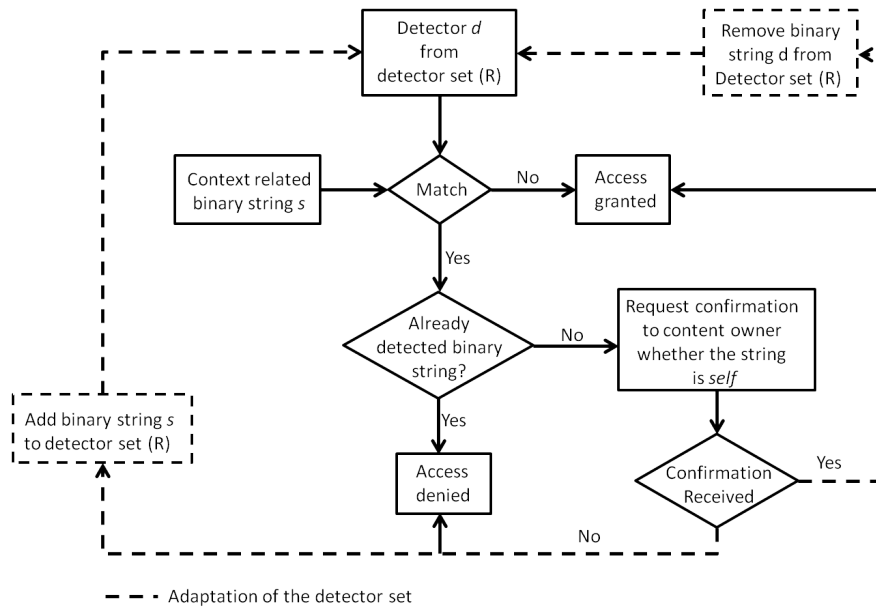 Detector d
from
detector set (R)
Remove binary
string d from
Detector set (R)
Context related
binary string s
Match
No
Access
granted
Yes
Already
detected binary
string?
No
Request confirmation
to content owner
whether the string
is self
Yes
Add binary string s
to detector set (R)
Access
denied
Confirmation
Received
Yes
No
Adaptation of the detector set